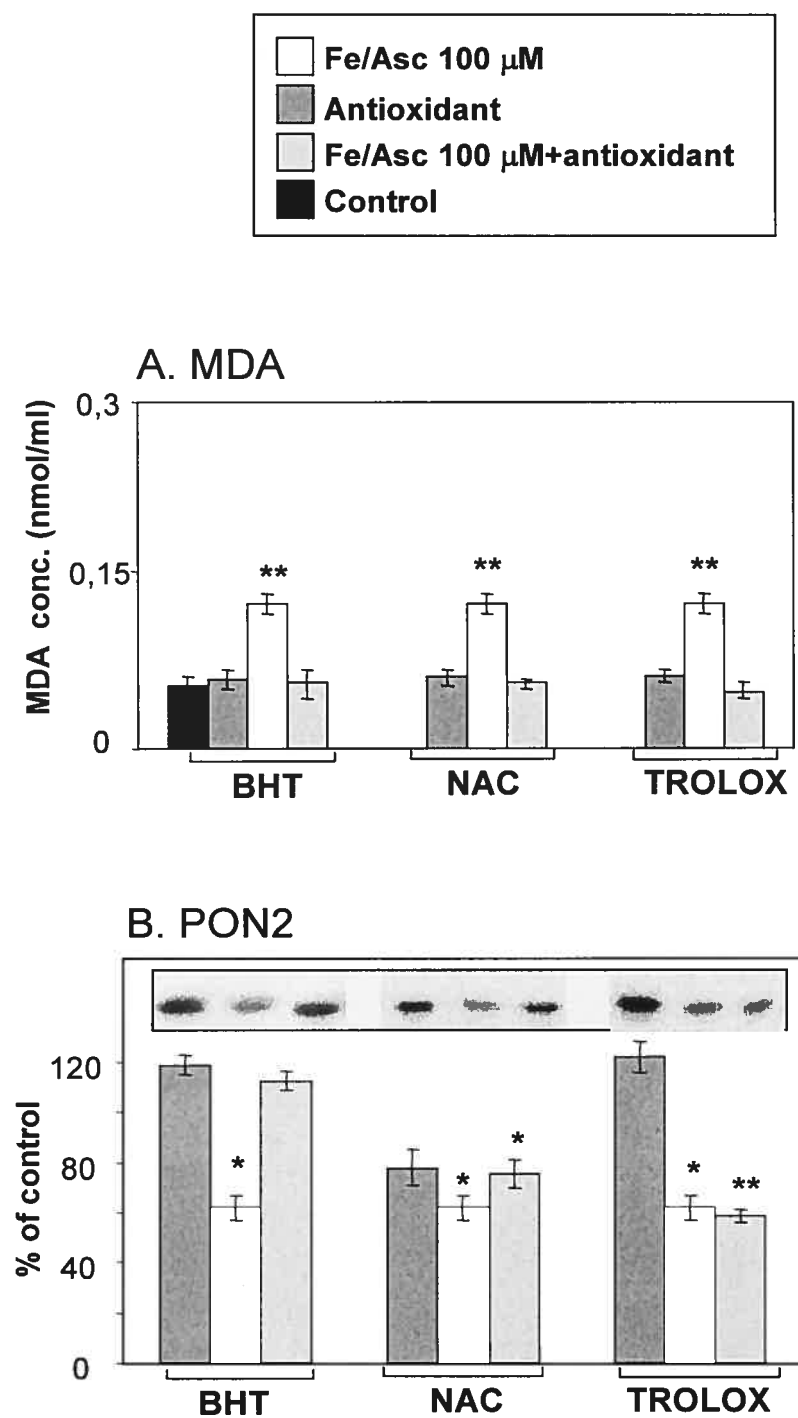 Fe/Asc 100 µM
Antioxidant
Fe/Asc 100 µM+antioxidant
Control
A. MDA
MDA conc. (nmol/ml)
0,3
0,15
0
**
**
**
BHT
NAC
TROLOX
B. PON2
% of control
120
80
40
0
*
*
*
*
**
BHT
NAC
TROLOX